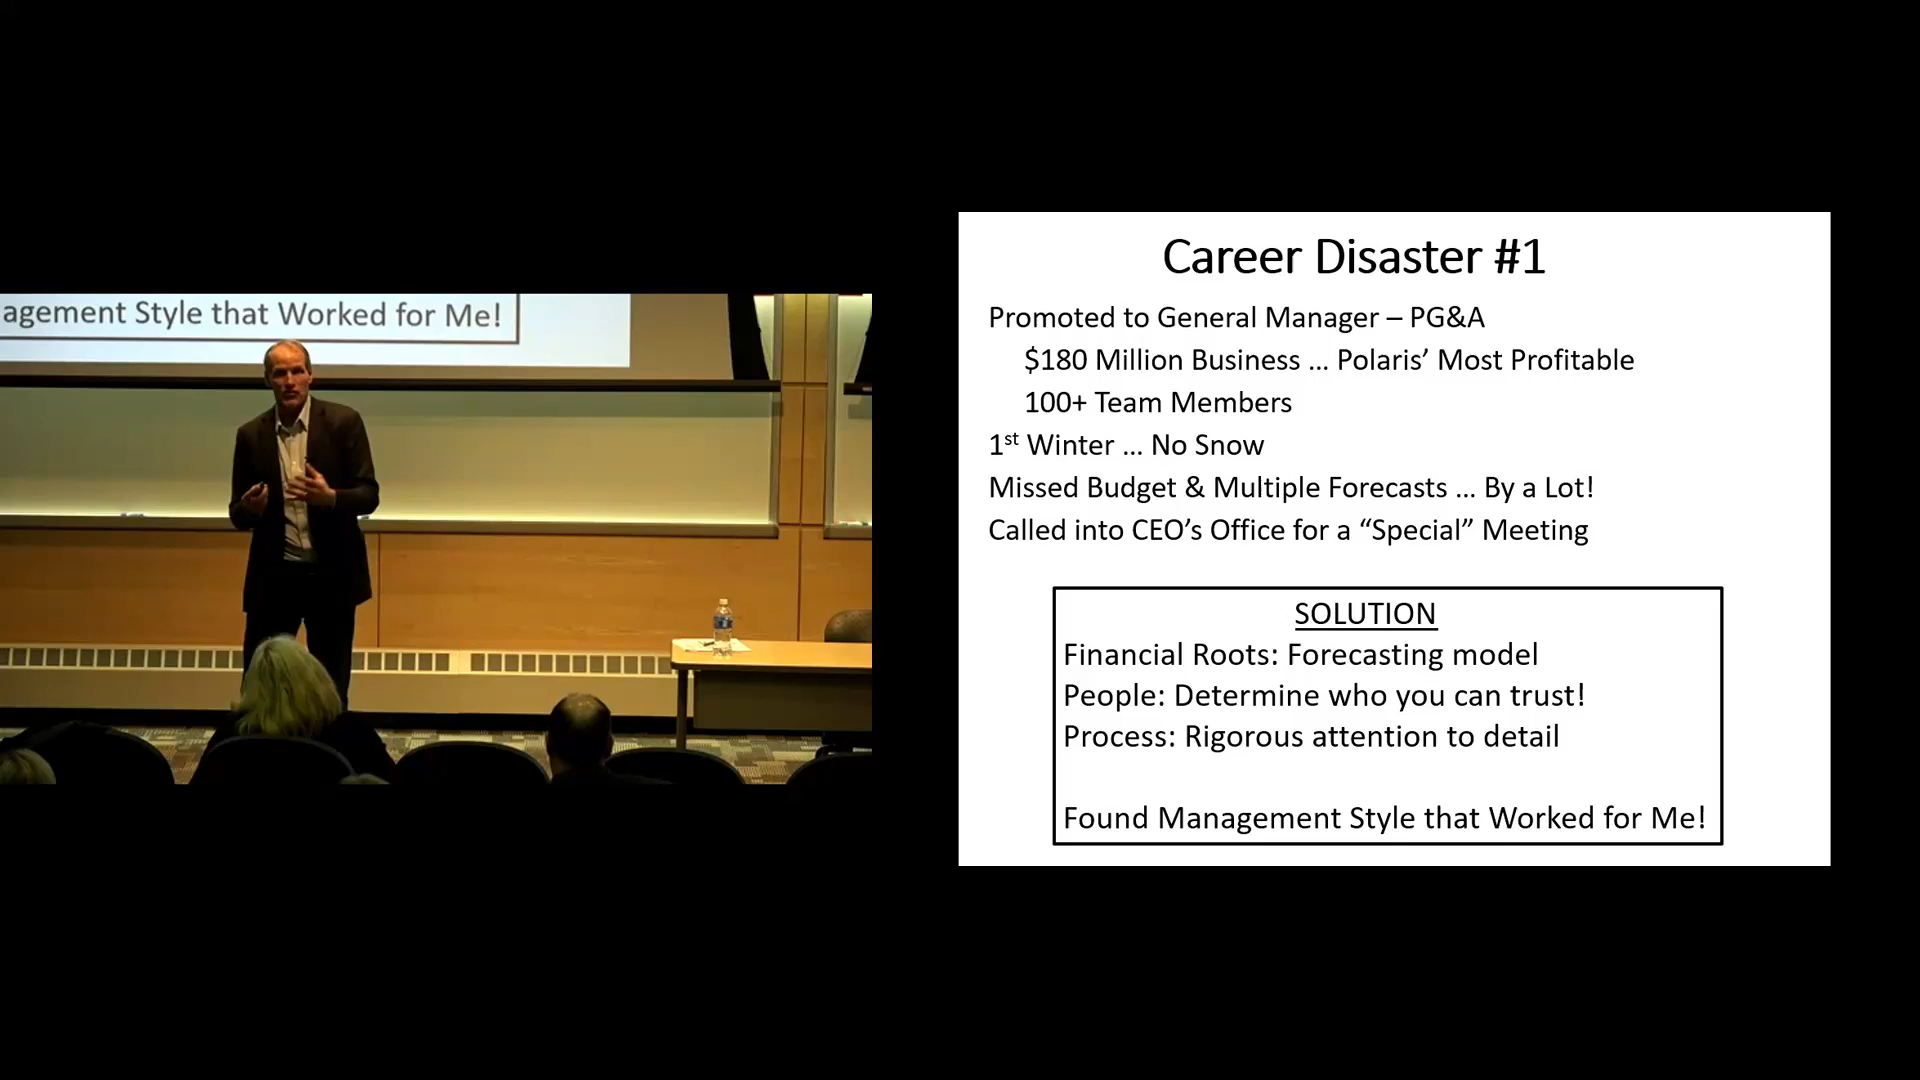 agement Style that Worked for Me!
Career Disaster #1
Promoted to General Manager – PG&A
$180 Million Business ... Polaris’ Most Profitable
100+ Team Members
1st Winter ... No Snow
Missed Budget & Multiple Forecasts ... By a Lot!
Called into CEO’s Office for a “Special” Meeting
SOLUTION
Financial Roots: Forecasting model
People: Determine who you can trust!
Process: Rigorous attention to detail
Found Management Style that Worked for Me!